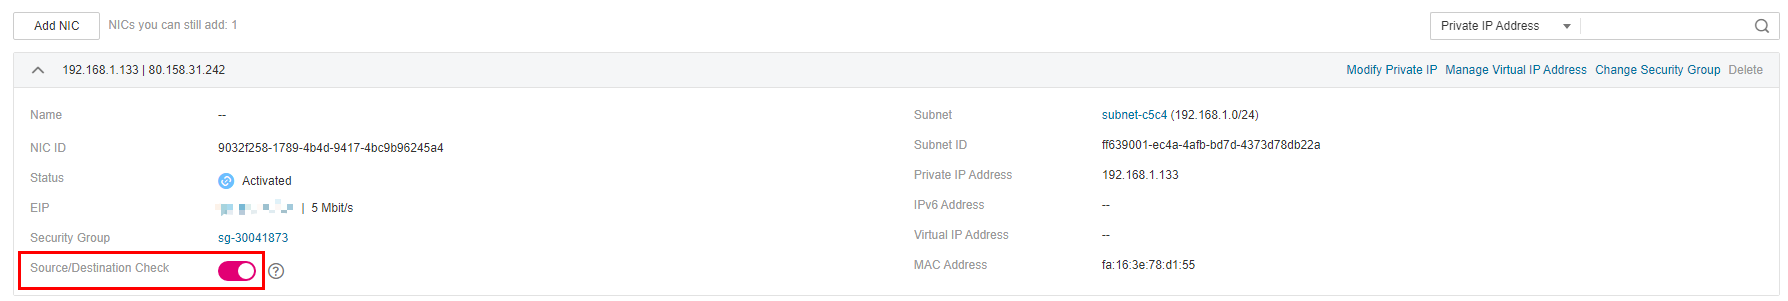 Add NIC NICs you can still add: 1 Private IP Address
192.168.1.133 | 80.158.31.242 Modify Private IP Manage Virtual IP Address Change Security Group Delete
Name --
NIC ID 9032f258-1789-4b4d-9417-4bc9b96245a4
Status Activated
EIP | 5 Mbit/s
Security Group sg-30041873
Source/Destination Check ?
Subnet subnet-c5c4 (192.168.1.0/24)
Subnet ID ff639001-ec4a-4afb-bd7d-4373d78db22a
Private IP Address 192.168.1.133
IPv6 Address --
Virtual IP Address --
MAC Address fa:16:3e:78:d1:55